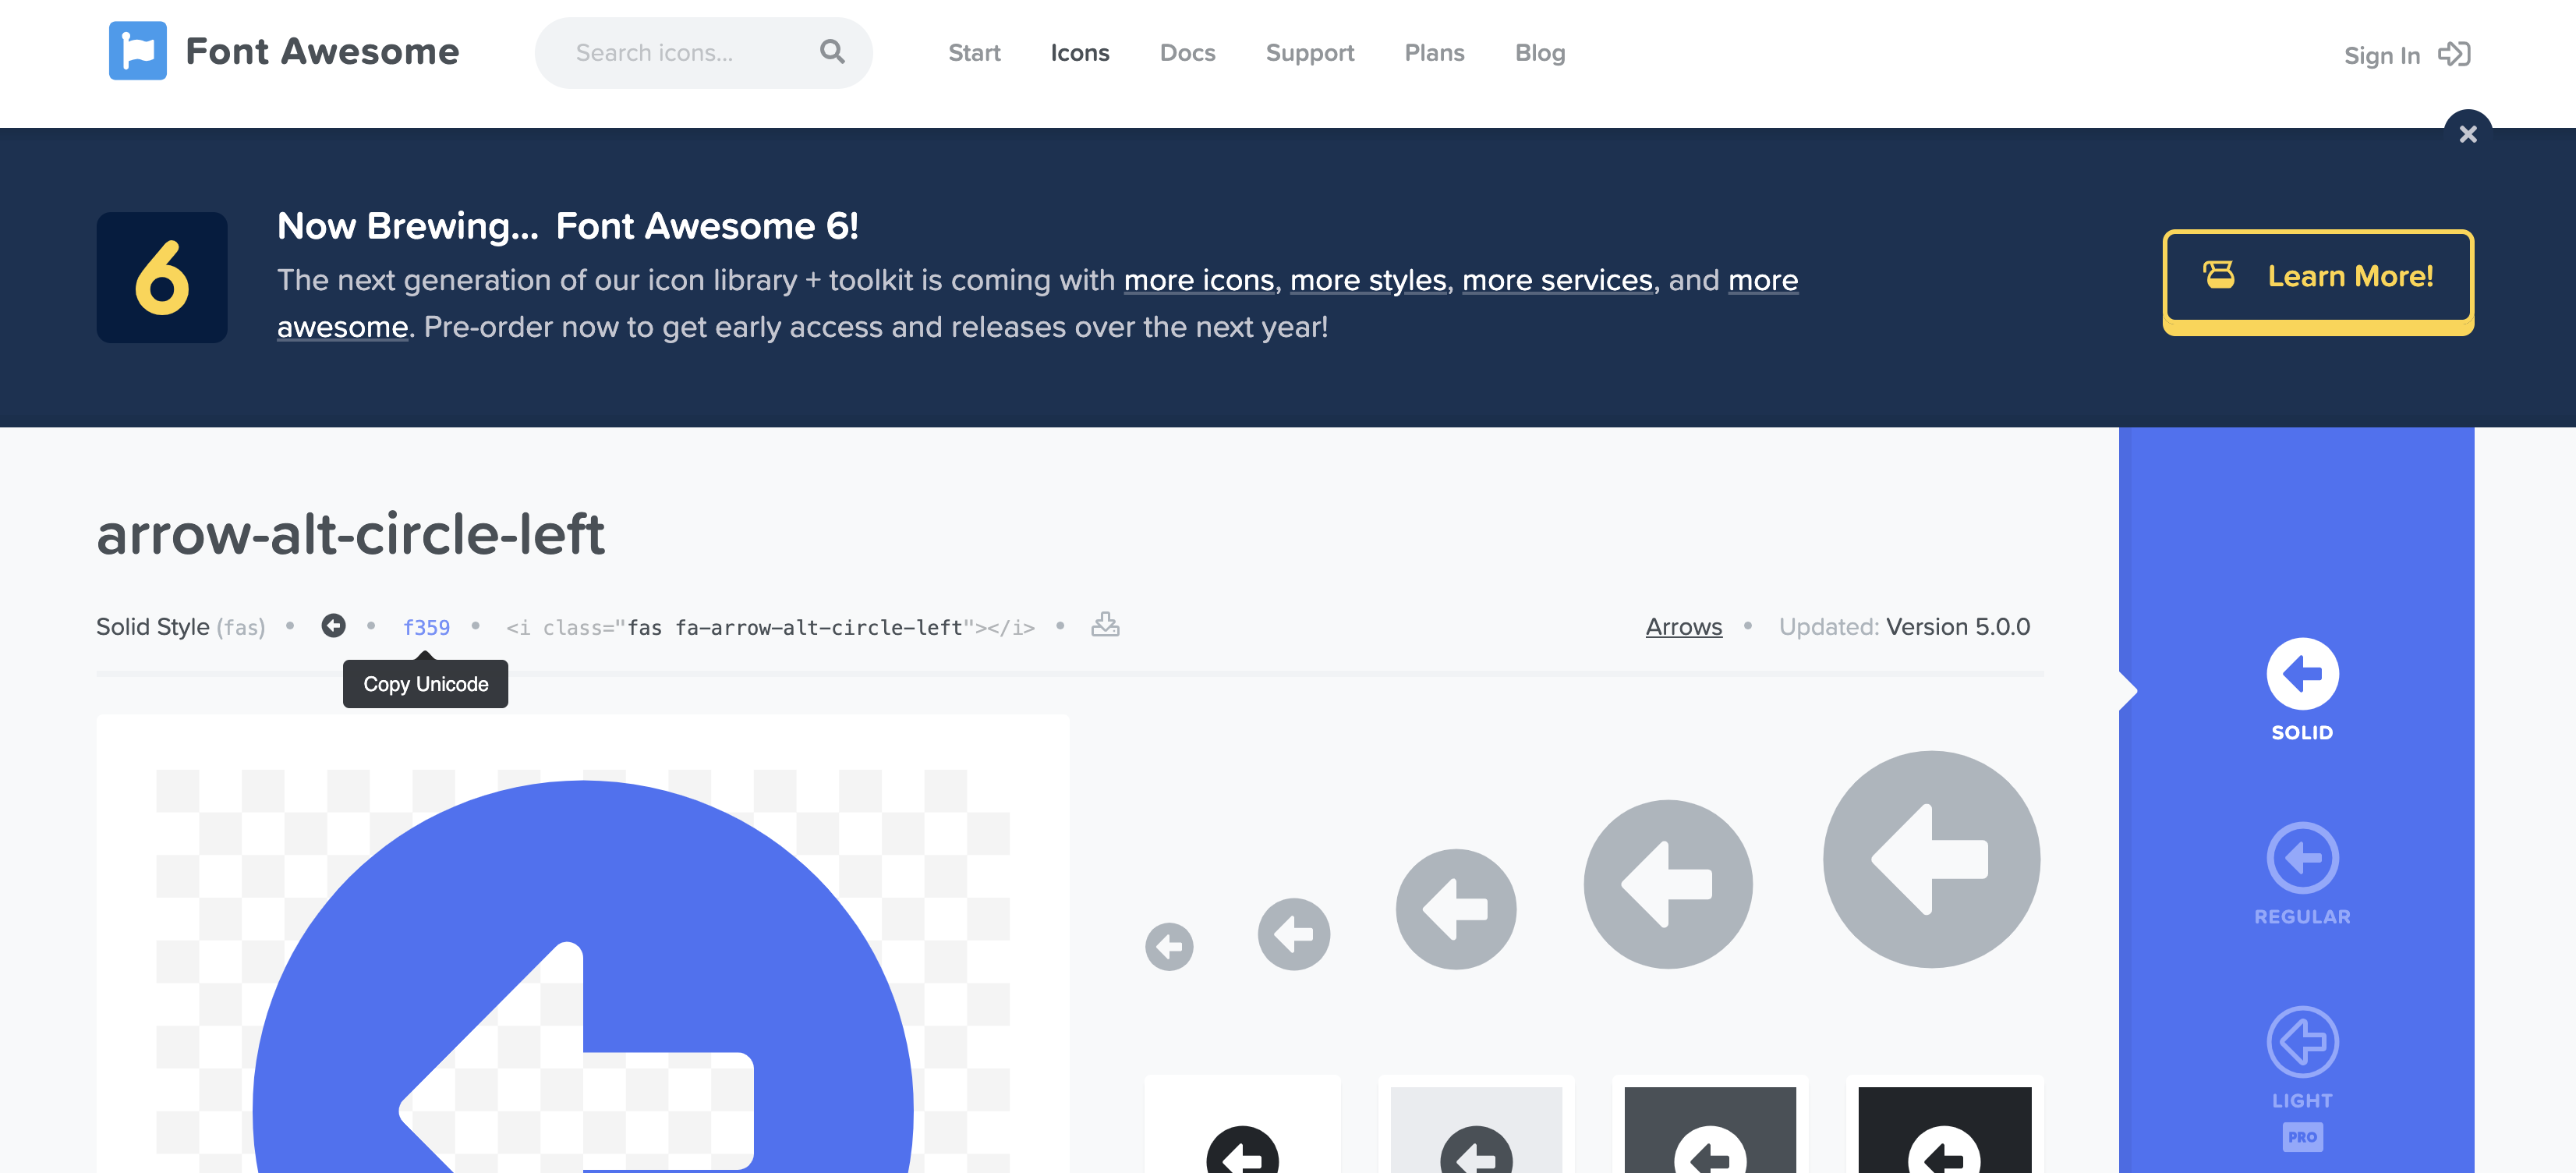 Font Awesome
Search icons...
Start
Icons
Docs
Support
Plans
Blog
Sign In
6
Now Brewing... Font Awesome 6!
The next generation of our icon library + toolkit is coming with more icons, more styles, more services, and more
awesome. Pre-order now to get early access and releases over the next year!
Learn More!
arrow-alt-circle-left
Solid Style (fas) • • f359 • <i class="fas fa-arrow-alt-circle-left"></i> •
Arrows • Updated: Version 5.0.0
Copy Unicode
SOLID
REGULAR
LIGHT
PRO